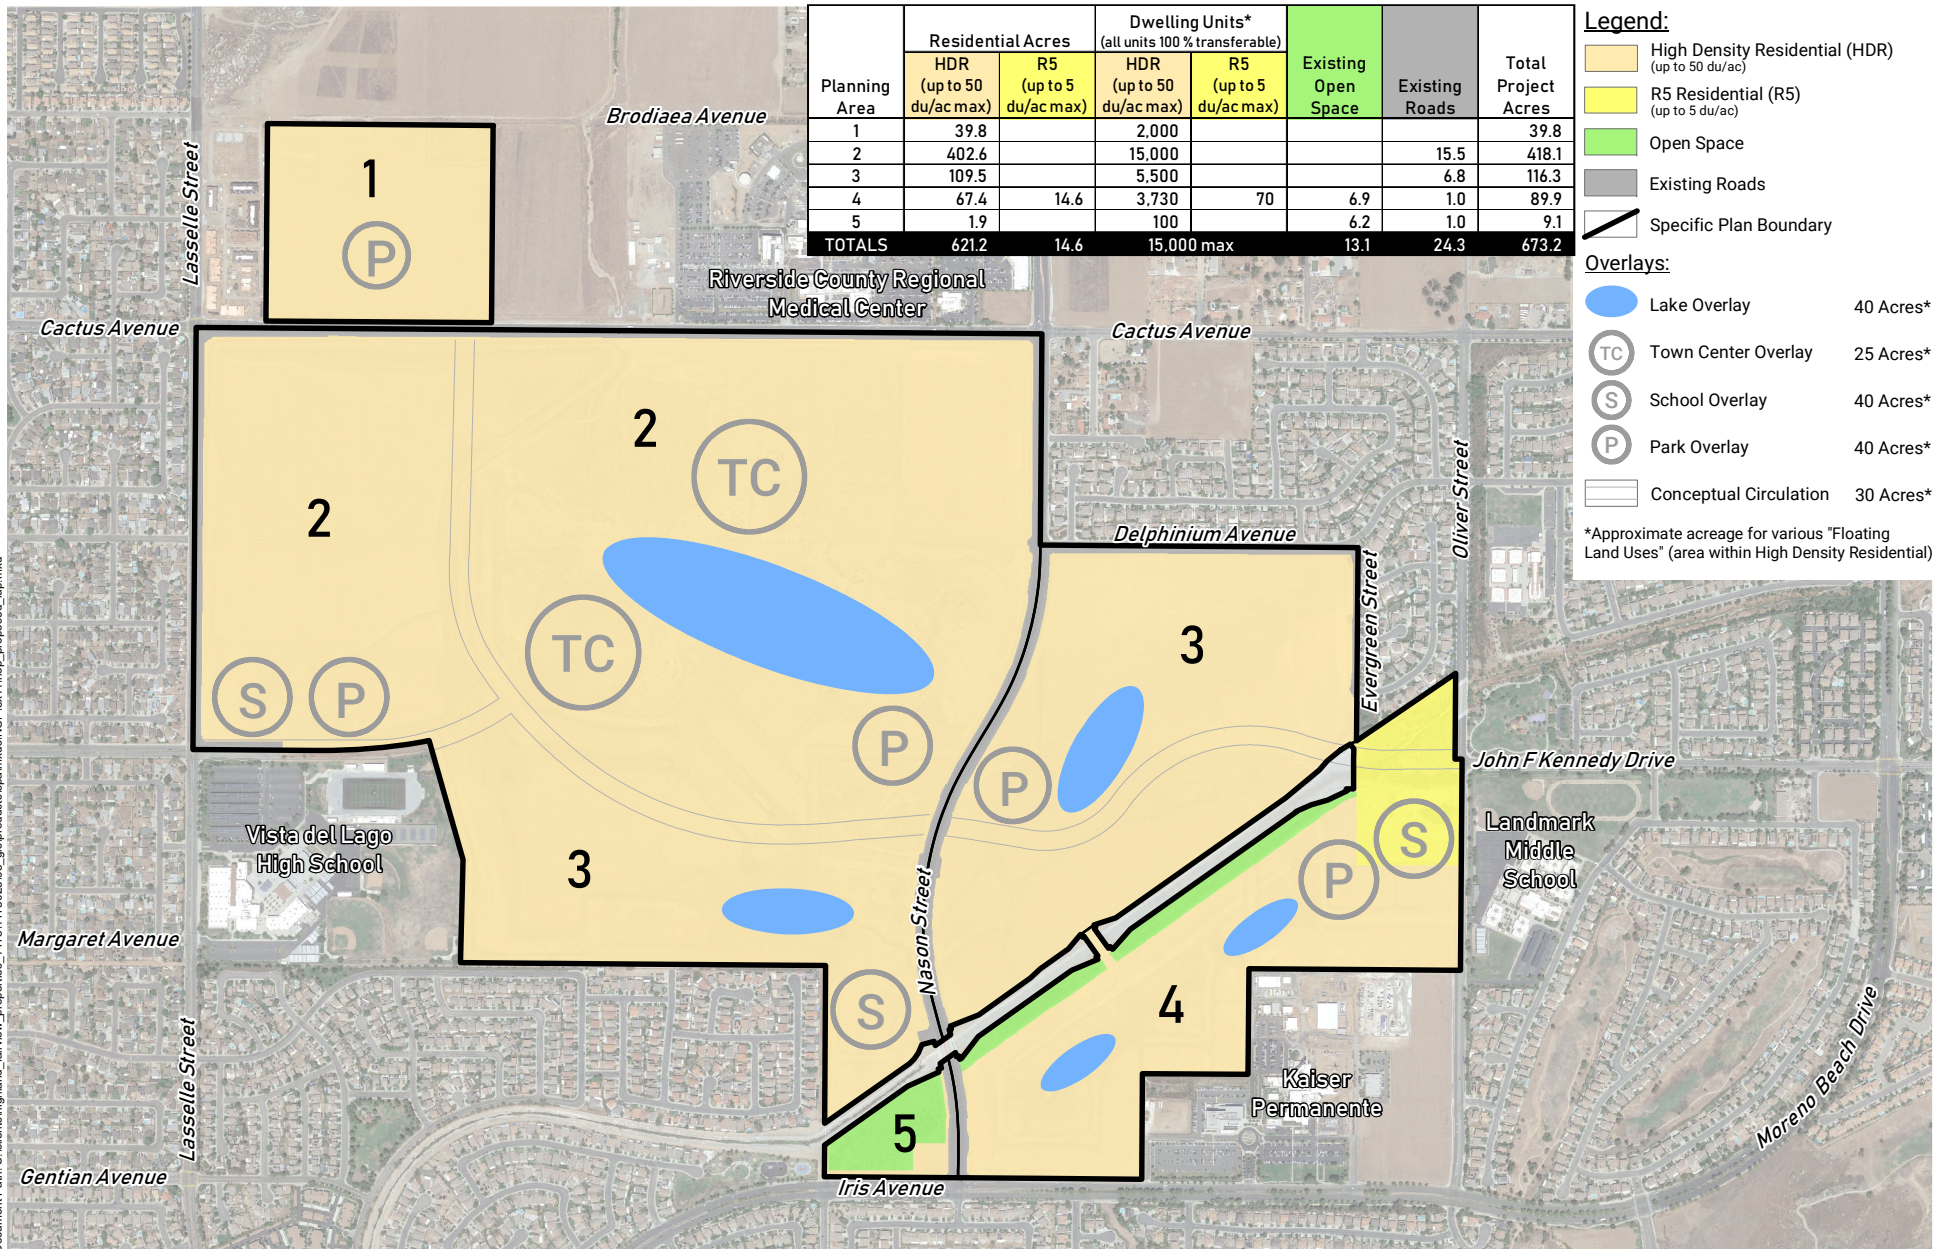 Planning
Area
Residential Acres
HDR
(up to 50
du/ac max)
R5
(up to 5
du/ac max)
Dwelling Units*
(all units 100 % transferable)
HDR
(up to 50
du/ac max)
R5
(up to 5
du/ac max)
Existing
Open
Space
Existing
Roads
Total
Project
Acres
1 39.8 2,000 39.8
2 402.6 15,000 15.5 418.1
3 109.5 5,500 6.8 116.3
4 67.4 14.6 3,730 70 6.9 1.0 89.9
5 1.9 100 6.2 1.0 9.1
TOTALS 621.2 14.6 15,000 max 13.1 24.3 673.2
Legend:
High Density Residential (HDR)
(up to 50 du/ac)
R5 Residential (R5)
(up to 5 du/ac)
Open Space
Existing Roads
Specific Plan Boundary
Overlays:
Lake Overlay 40 Acres*
TC Town Center Overlay 25 Acres*
S School Overlay 40 Acres*
P Park Overlay 40 Acres*
Conceptual Circulation 30 Acres*
*Approximate acreage for various "Floating
Land Uses" (area within High Density Residential)
Brodiaea Avenue
Lasselle Street
1
P
Riverside County Regional
Medical Center
Cactus Avenue
Cactus Avenue
2
TC
2
Oliver Street
Delphinium Avenue
Evergreen Street
TC
3
S
P
P
P
John F Kennedy Drive
Vista del Lago
High School
3
S
P
Landmark
Middle
School
Nason Street
Margaret Avenue
S
4
Lasselle Street
Kaiser
Permanente
Moreno Beach Drive
5
Gentian Avenue
Iris Avenue